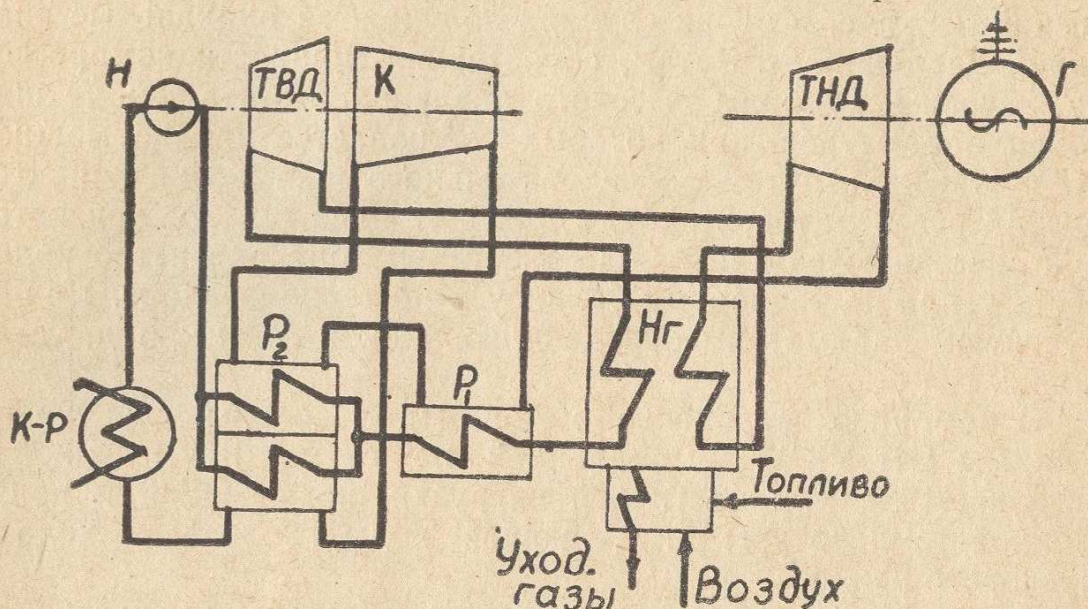 Н
ТВД
К
ТНД
Г
Р₂
Р₁
Нг
К-Р
Топливо
Уход.
газы
Воздух